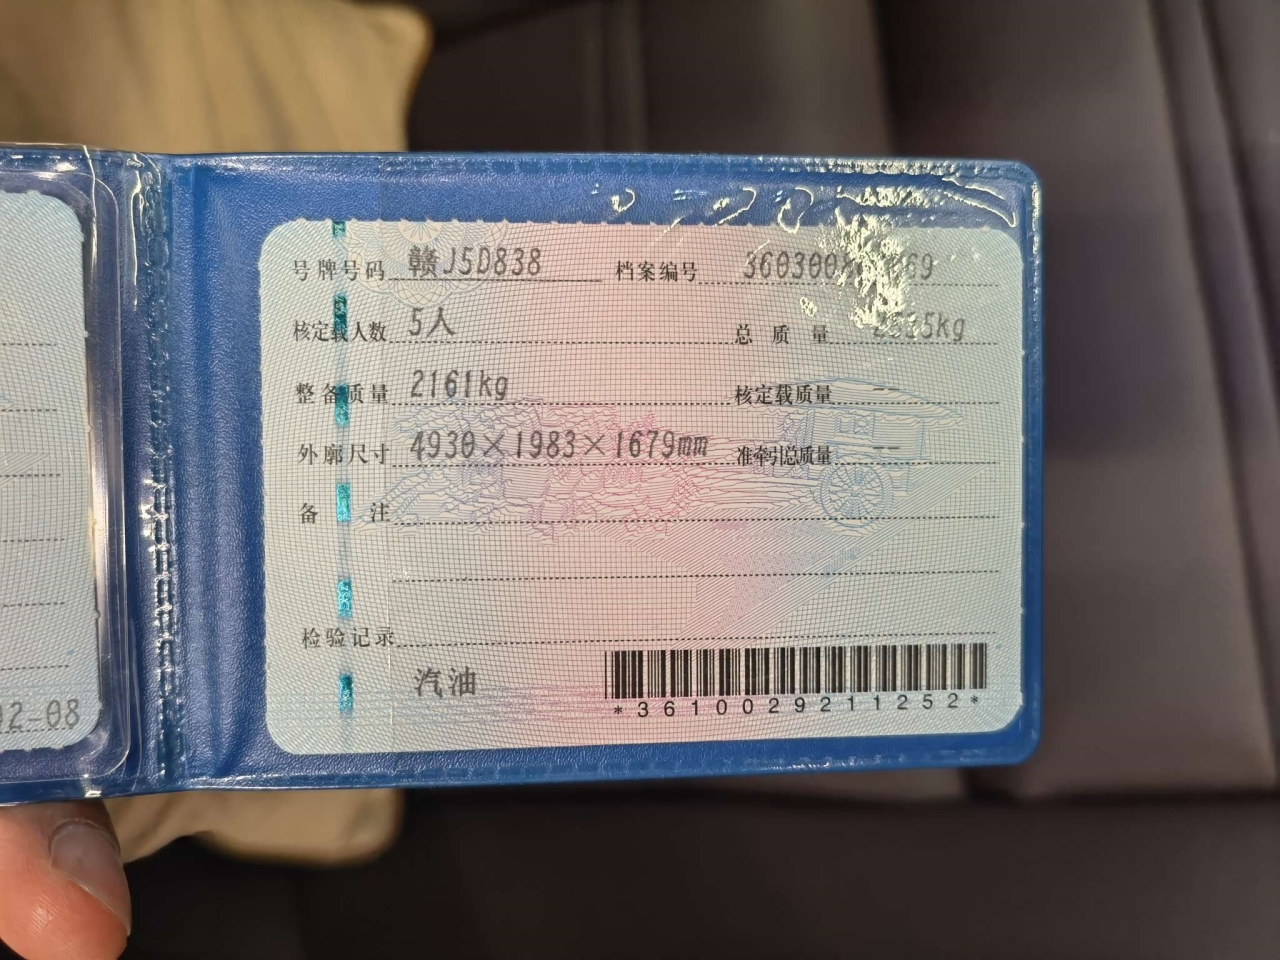 号牌号码 赣J5D838 档案编号
核定载人数 5人 总质量
整备质量 2161kg 核定载质量 --
外廓尺寸 4930×1983×1679mm 准牵引总质量 --
备注
检验记录
汽油
*3610029211252*